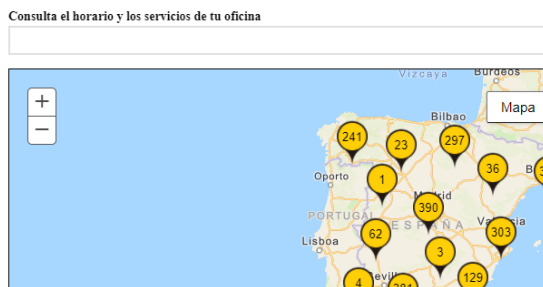 Consulta el horario y los servicios de tu oficina
Vizcaya
Burdeos
+
−
Mapa
Bilbao
241
23
297
36
Oporto
1
Madrid
390
PORTUGAL
ESPAÑA
Valencia
62
303
Lisboa
3
129
4